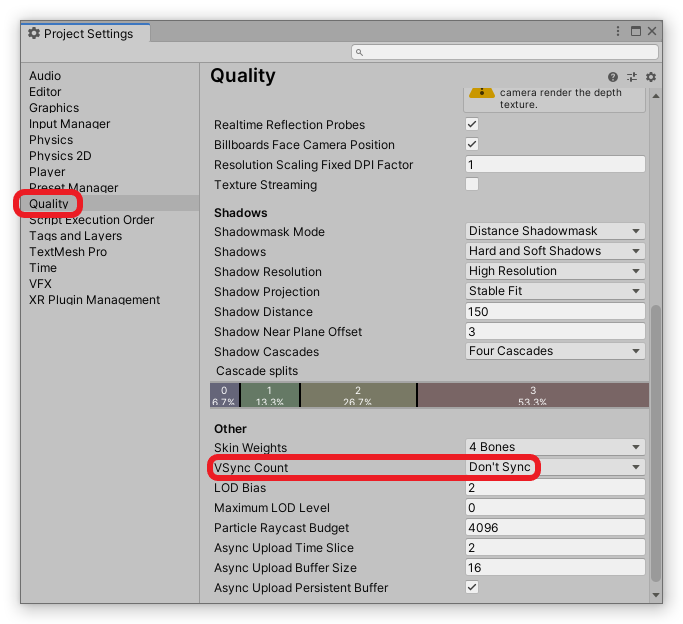 Project Settings
Audio
Editor
Graphics
Input Manager
Physics
Physics 2D
Player
Preset Manager
Quality
Script Execution Order
Tags and Layers
TextMesh Pro
Time
VFX
XR Plugin Management
Quality
camera render the depth
texture.
Realtime Reflection Probes
Billboards Face Camera Position
Resolution Scaling Fixed DPI Factor 1
Texture Streaming
Shadows
Shadowmask Mode Distance Shadowmask
Shadows Hard and Soft Shadows
Shadow Resolution High Resolution
Shadow Projection Stable Fit
Shadow Distance 150
Shadow Near Plane Offset 3
Shadow Cascades Four Cascades
Cascade splits
0 1 2 3
6.7% 13.3% 26.7% 53.3%
Other
Skin Weights 4 Bones
VSync Count Don't Sync
LOD Bias 2
Maximum LOD Level 0
Particle Raycast Budget 4096
Async Upload Time Slice 2
Async Upload Buffer Size 16
Async Upload Persistent Buffer